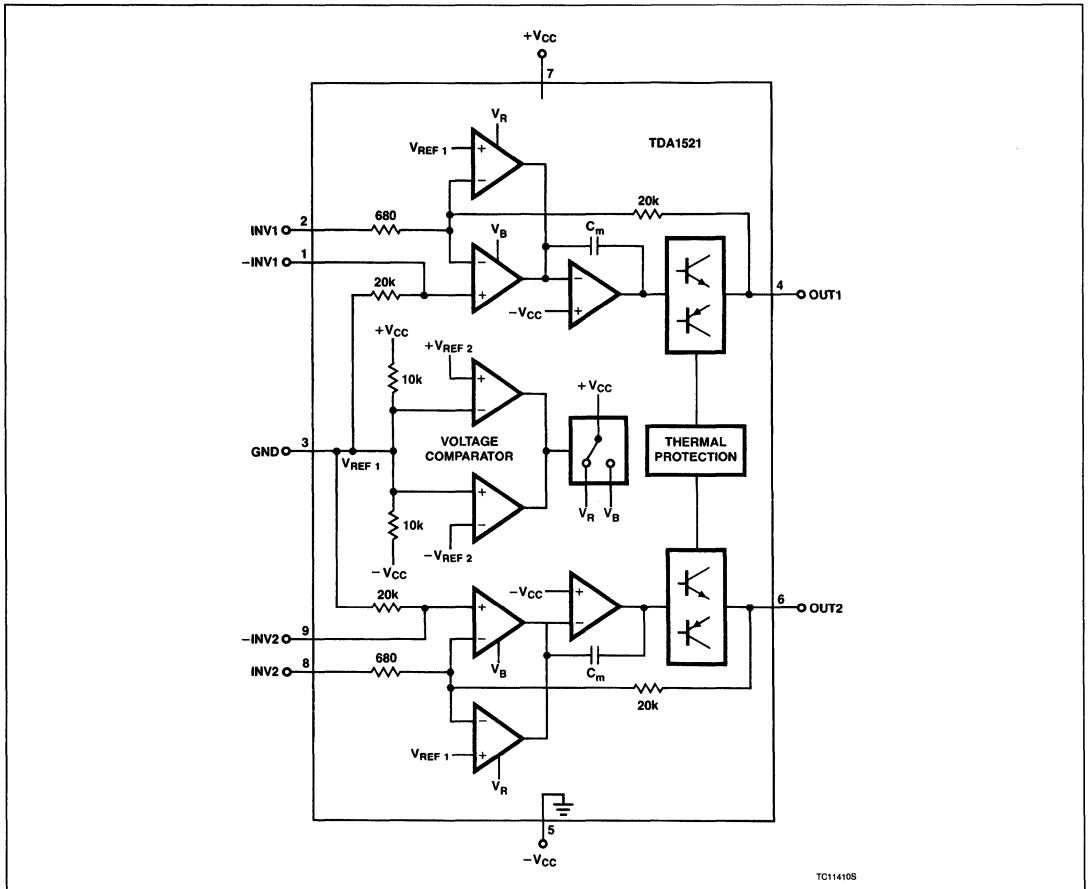 +VCC
7
VR
TDA1521
VREF 1
+
−
20k
2
680
INV1
Cm
VB
1
−INV1
−
+
−
+
20k
−VCC
4
OUT1
+VCC
+VREF 2
10k
+
−
+VCC
3
GND
VREF 1
VOLTAGE
COMPARATOR
THERMAL
PROTECTION
+
−
VR VB
10k
−VREF 2
−VCC
20k
−VCC
+
−
6
OUT2
+
−
9
−INV2
VB
Cm
8
680
INV2
20k
−
+
VREF 1
VR
5
−VCC
TC11410S